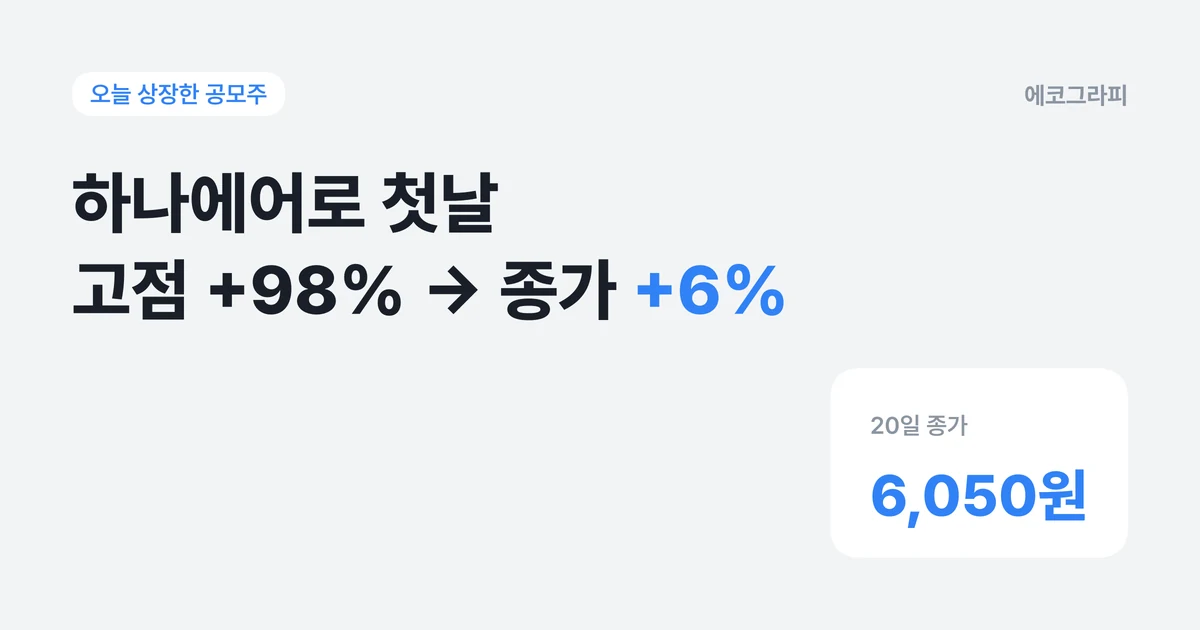 오늘 상장한 공모주
에코그라피
하나에어로 첫날
고점 +98% → 종가 +6%
20일 종가
6,050원